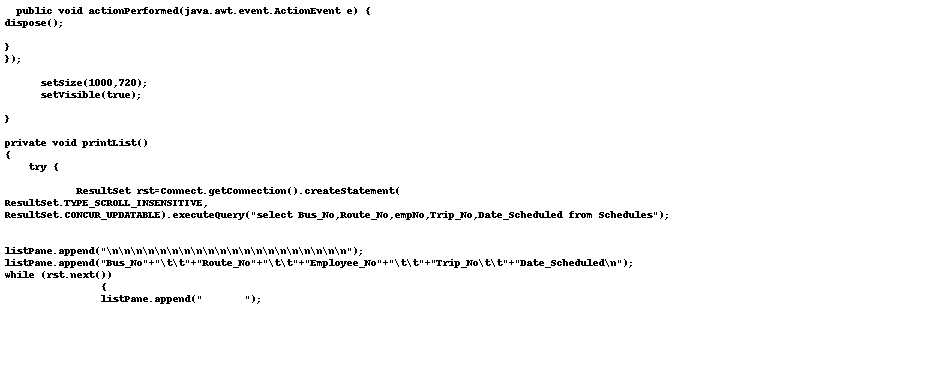 public void actionPerformed(java.awt.event.ActionEvent e) {
dispose();
}
});
setSize(1000,720);
setVisible(true);
}
private void printList()
{
try {
ResultSet rst=Connect.getConnection().createStatement(
ResultSet.TYPE_SCROLL_INSENSITIVE,
ResultSet.CONCUR_UPDATABLE).executeQuery("select Bus_No,Route_No,empNo,Trip_No,Date_Scheduled from Schedules");
listPane.append("\n\n\n\n\n\n\n\n\n\n\n\n\n\n\n\n\n\n\n\n");
listPane.append("Bus_No"+"\t\t"+"Route_No"+"\t\t"+"Employee_No"+"\t\t"+"Trip_No\t\t"+"Date_Scheduled\n");
while (rst.next())
{
listPane.append("       ");